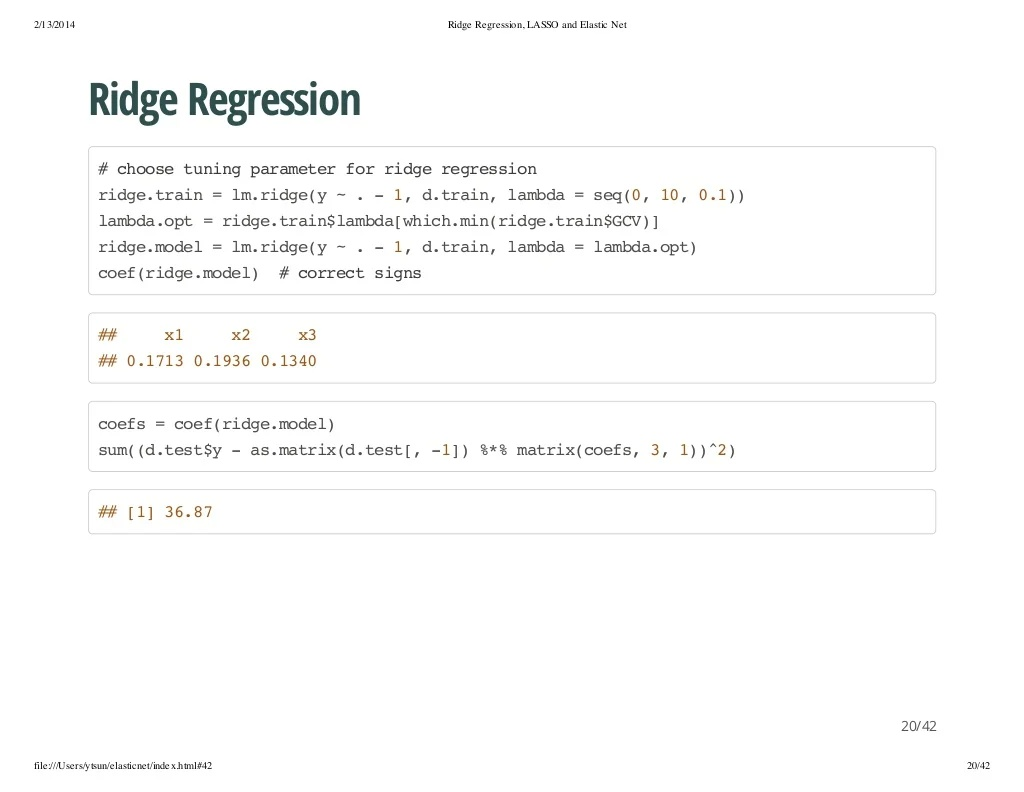 2/13/2014
Ridge Regression, LASSO and Elastic Net
Ridge Regression
# choose tuning parameter for ridge regression
ridge.train = lm.ridge(y ~ . - 1, d.train, lambda = seq(0, 10, 0.1))
lambda.opt = ridge.train$lambda[which.min(ridge.train$GCV)]
ridge.model = lm.ridge(y ~ . - 1, d.train, lambda = lambda.opt)
coef(ridge.model)  # correct signs
##     x1     x2     x3
## 0.1713 0.1936 0.1340
coefs = coef(ridge.model)
sum((d.test$y - as.matrix(d.test[, -1]) %*% matrix(coefs, 3, 1))^2)
## [1] 36.87
20/42
file:///Users/ytsun/elasticnet/index.html#42
20/42